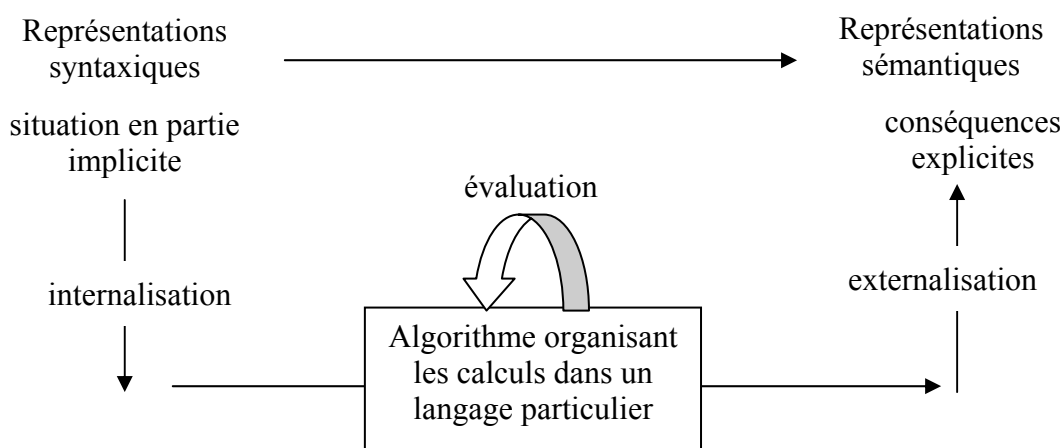 Représentations
syntaxiques
Représentations
sémantiques
situation en partie
implicite
conséquences
explicites
évaluation
internalisation
externalisation
Algorithme organisant
les calculs dans un
langage particulier